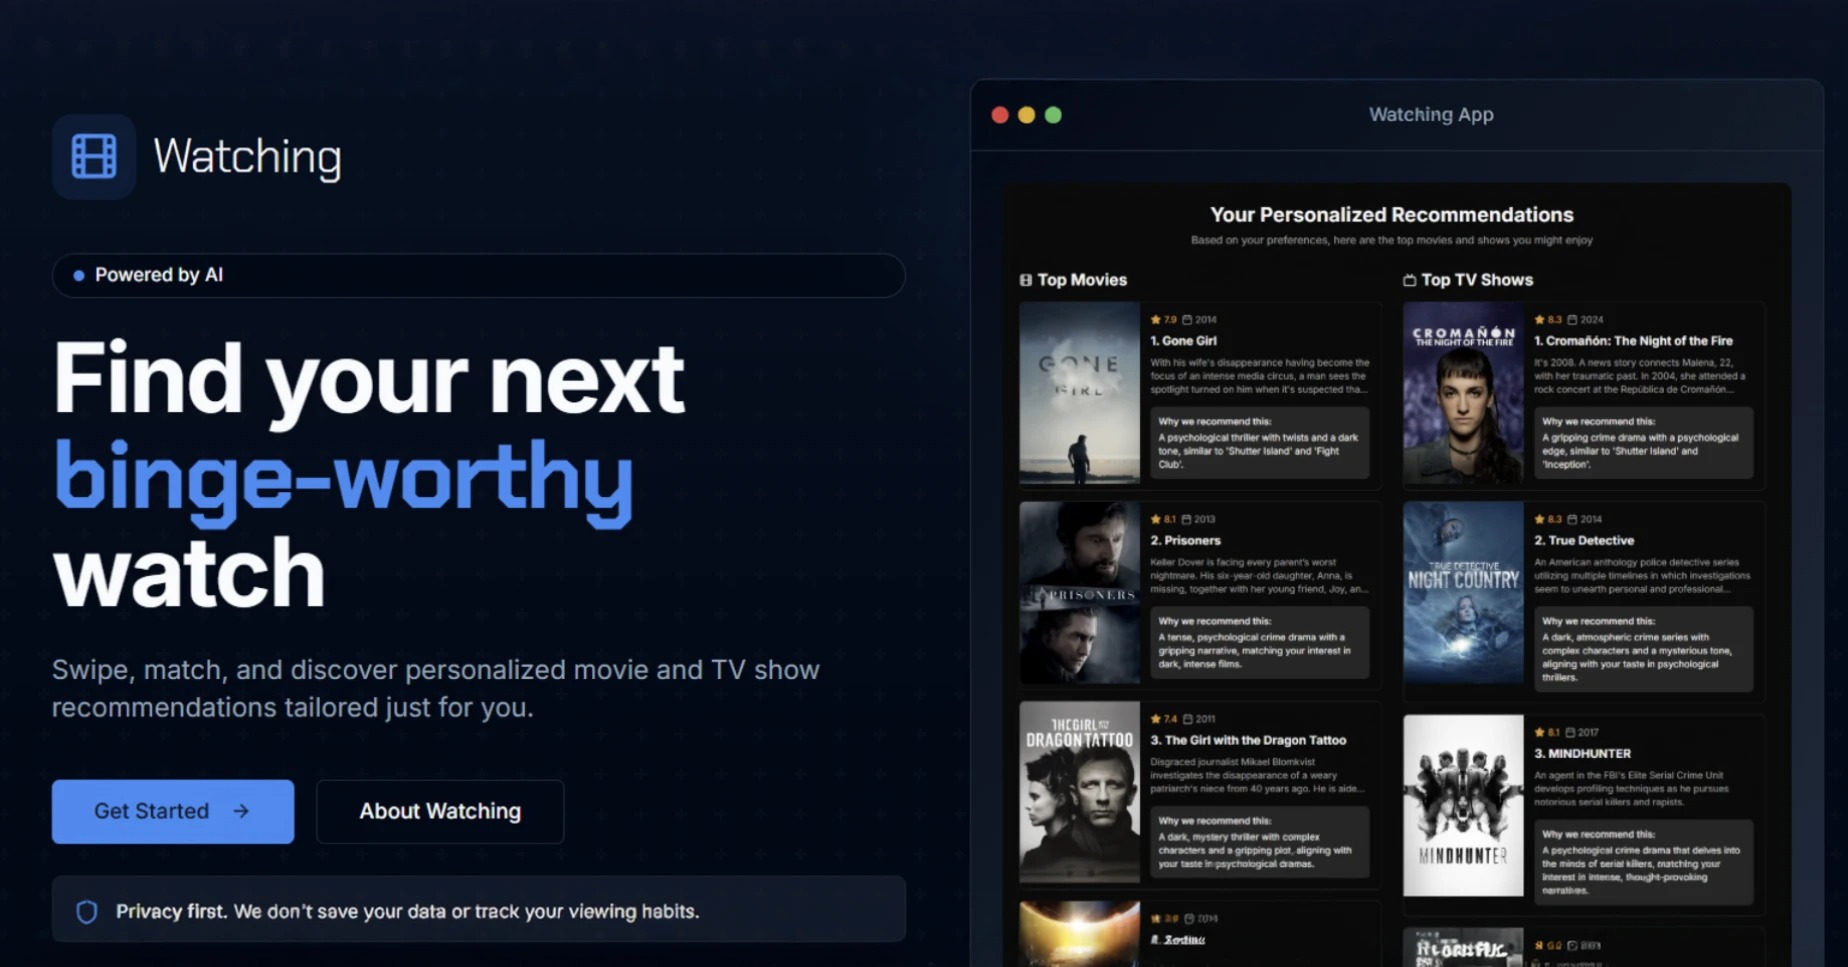 Watching
Powered by AI
Find your next
binge-worthy
watch
Swipe, match, and discover personalized movie and TV show
recommendations tailored just for you.
Get Started →
About Watching
Privacy first. We don't save your data or track your viewing habits.
Watching App
Your Personalized Recommendations
Based on your preferences, here are the top movies and shows you might enjoy
Top Movies
GONE
GIRL
7.9 2014
1. Gone Girl
With his wife's disappearance having become the
focus of an intense media circus, a man sees the
spotlight turned on him when it's suspected tha...
Why we recommend this:
A psychological thriller with twists and a dark
tone, similar to 'Shutter Island' and 'Fight
Club'.
PRISONERS
8.1 2013
2. Prisoners
Keller Dover is facing every parent's worst
nightmare. His six-year-old daughter, Anna, is
missing, together with her young friend, Joy, an...
Why we recommend this:
A tense, psychological crime drama with a
gripping narrative, matching your interest in
dark, intense films.
THE GIRL WITH THE
DRAGON TATTOO
7.4 2011
3. The Girl with the Dragon Tattoo
Disgraced journalist Mikael Blomkvist
investigates the disappearance of a weary
patriarch's niece from 40 years ago. He is aide...
Why we recommend this:
A dark, mystery thriller with complex
characters and a gripping plot, aligning with
your taste in psychological dramas.
Top TV Shows
CROMAÑÓN
THE NIGHT OF THE FIRE
8.3 2024
1. Cromañón: The Night of the Fire
It's 2008. A news story connects Malena, 22,
with her traumatic past. In 2004, she attended a
rock concert at the República de Cromañón...
Why we recommend this:
A gripping crime drama with a psychological
edge, similar to 'Shutter Island' and
'Inception'.
TRUE DETECTIVE
NIGHT COUNTRY
8.3 2014
2. True Detective
An American anthology police detective series
utilizing multiple timelines in which investigations
seem to unearth personal and professional...
Why we recommend this:
A dark, atmospheric crime series with
complex characters and a mysterious tone,
aligning with your taste in psychological
thrillers.
MINDHUNTER
8.1 2017
3. MINDHUNTER
An agent in the FBI's Elite Serial Crime Unit
develops profiling techniques as he pursues
notorious serial killers and rapists.
Why we recommend this:
A psychological crime drama that delves into
the minds of serial killers, matching your
interest in intense, thought-provoking
narratives.